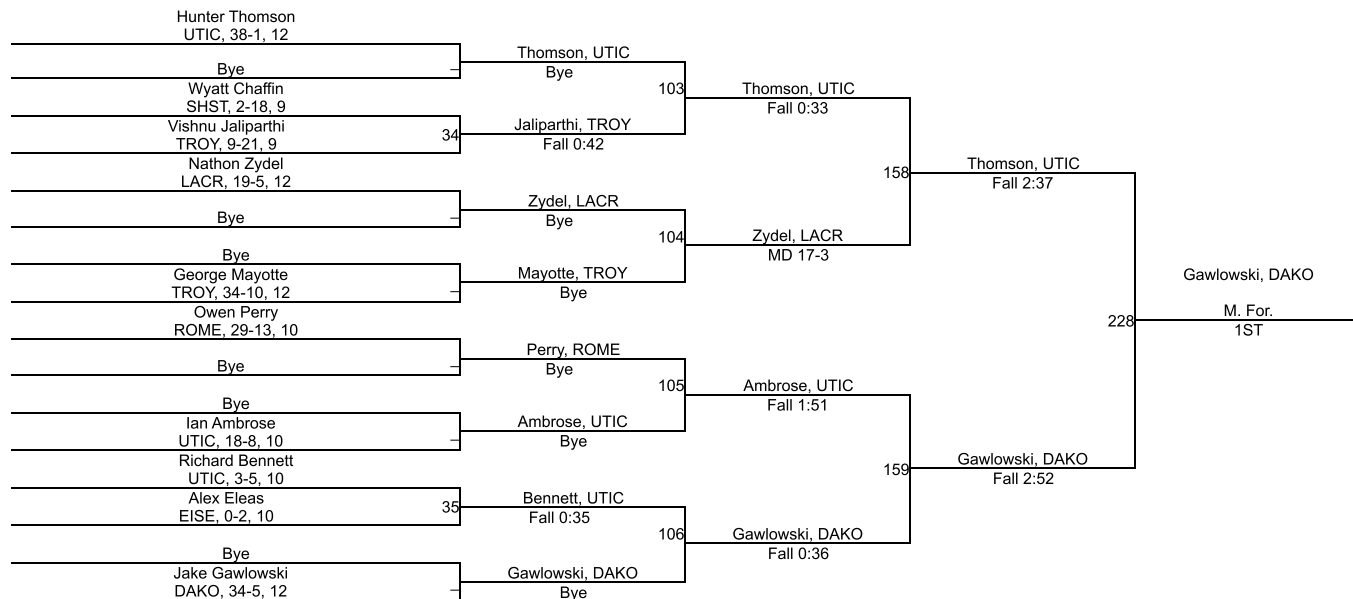 Hunter Thomson
UTIC, 38-1, 12
Bye
Wyatt Chaffin
SHST, 2-18, 9
Vishnu Jaliparthi
TROY, 9-21, 9
Nathon Zydel
LACR, 19-5, 12
Bye
Bye
George Mayotte
TROY, 34-10, 12
Owen Perry
ROME, 29-13, 10
Bye
Bye
Ian Ambrose
UTIC, 18-8, 10
Richard Bennett
UTIC, 3-5, 10
Alex Eleas
EISE, 0-2, 10
Bye
Jake Gawlowski
DAKO, 34-5, 12
34
35
Thomson, UTIC
Bye
Jaliparthi, TROY
Fall 0:42
Zydel, LACR
Bye
Mayotte, TROY
Bye
Perry, ROME
Bye
Ambrose, UTIC
Bye
Bennett, UTIC
Fall 0:35
Gawlowski, DAKO
Bye
103
104
105
106
Thomson, UTIC
Fall 0:33
Zydel, LACR
MD 17-3
Ambrose, UTIC
Fall 1:51
Gawlowski, DAKO
Fall 0:36
158
159
Thomson, UTIC
Fall 2:37
Gawlowski, DAKO
Fall 2:52
228
Gawlowski, DAKO
M. For.
1ST